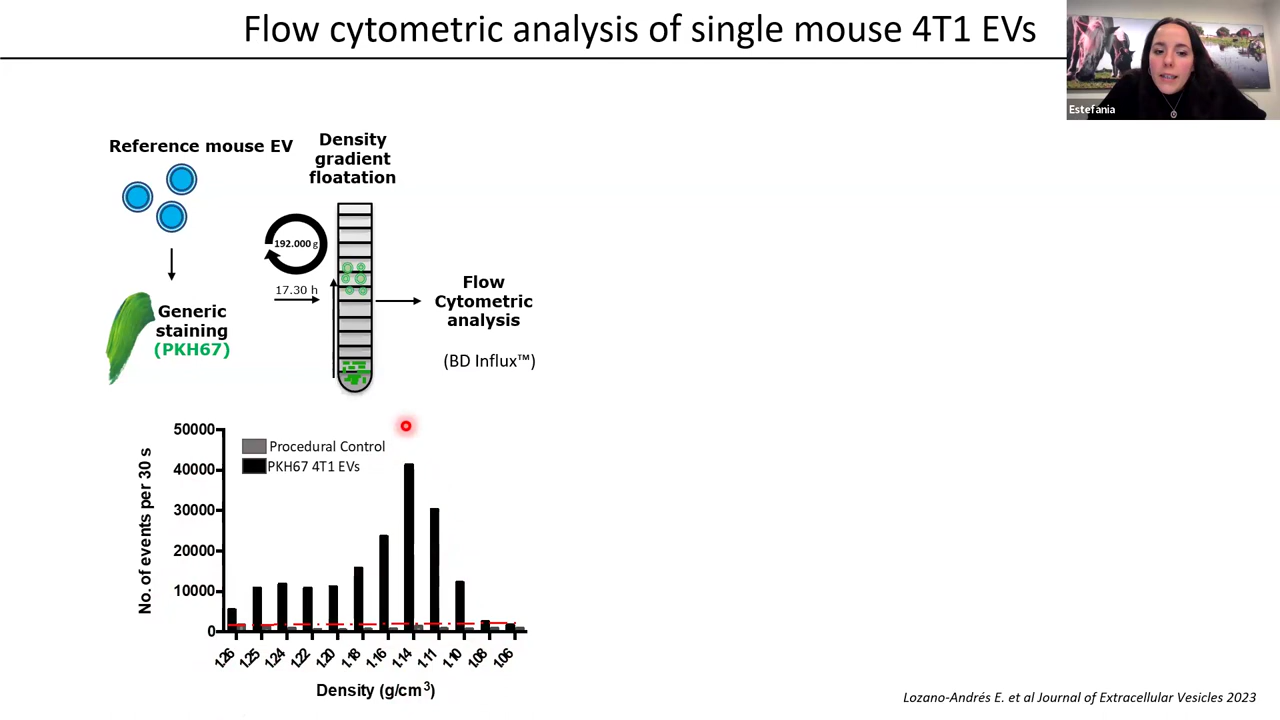 Flow cytometric analysis of single mouse 4T1 EVs
Estefania
Reference mouse EV
Density
gradient
floatation
192.000 g
17.30 h
Generic
staining
(PKH67)
Flow
Cytometric
analysis
(BD Influx™)
50000
40000
30000
20000
10000
0
No. of events per 30 s
Procedural Control
PKH67 4T1 EVs
1.26
1.25
1.24
1.22
1.20
1.18
1.16
1.14
1.11
1.10
1.08
1.06
Density (g/cm³)
Lozano-Andrés E. et al Journal of Extracellular Vesicles 2023